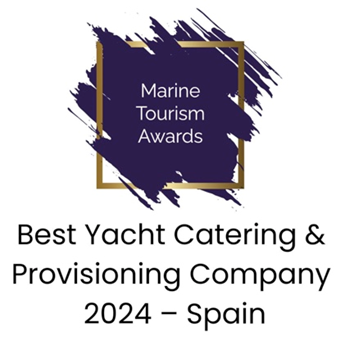 Marine
Tourism
Awards
Best Yacht Catering &
Provisioning Company
2024 – Spain